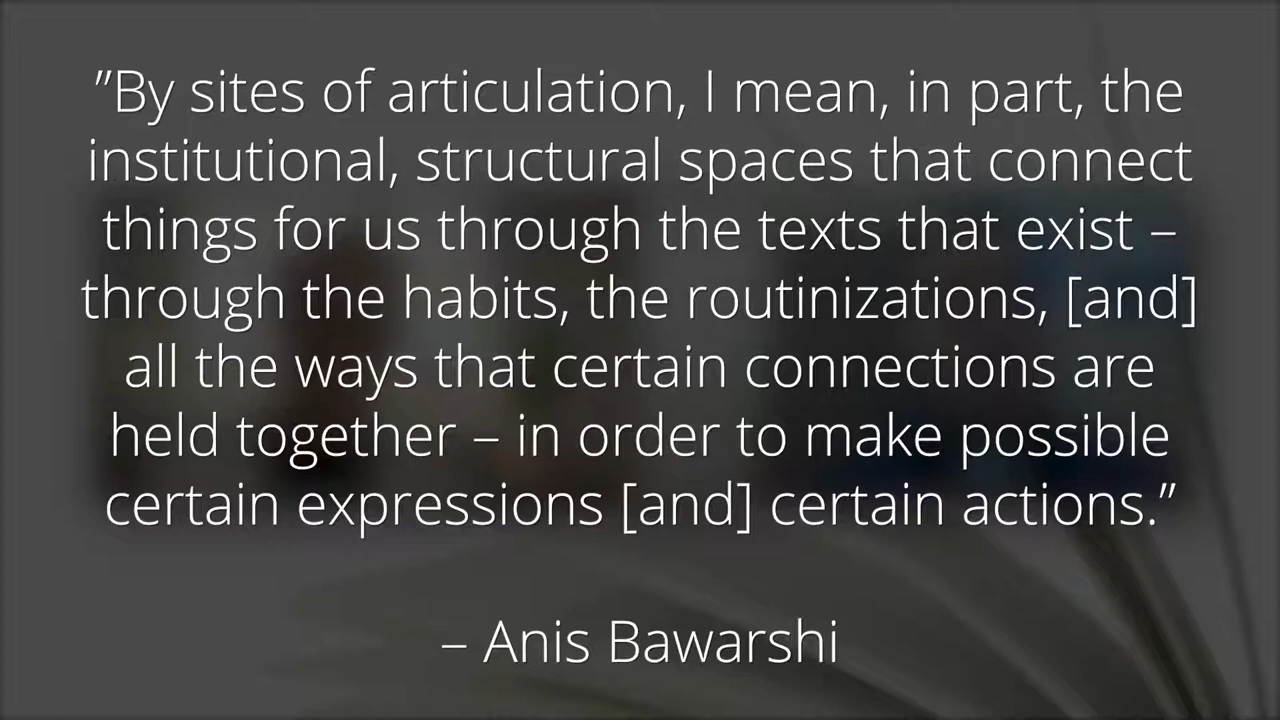 ”By sites of articulation, I mean, in part, the
institutional, structural spaces that connect
things for us through the texts that exist –
through the habits, the routinizations, [and]
all the ways that certain connections are
held together – in order to make possible
certain expressions [and] certain actions.”
– Anis Bawarshi